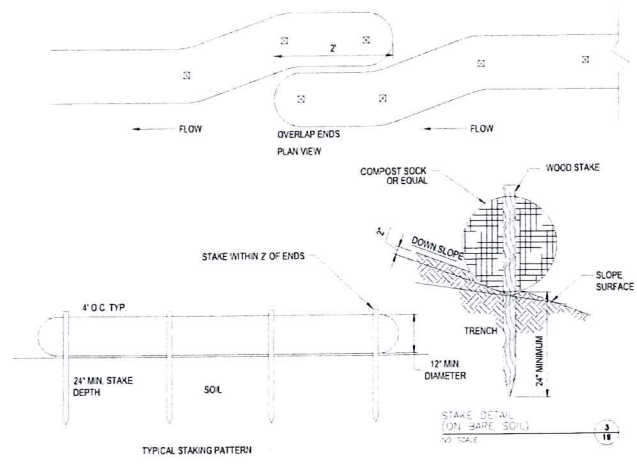 2'
FLOW
OVERLAP ENDS
PLAN VIEW
FLOW
COMPOST SOCK
OR EQUAL
WOOD STAKE
2"
DOWN SLOPE
STAKE WITHIN 2' OF ENDS
SLOPE
SURFACE
4' O.C. TYP.
TRENCH
24" MINIMUM
12" MIN.
DIAMETER
24" MIN. STAKE
DEPTH
SOIL
STAKE DETAIL
(ON BARE SOIL)
NO SCALE
3
19
TYPICAL STAKING PATTERN